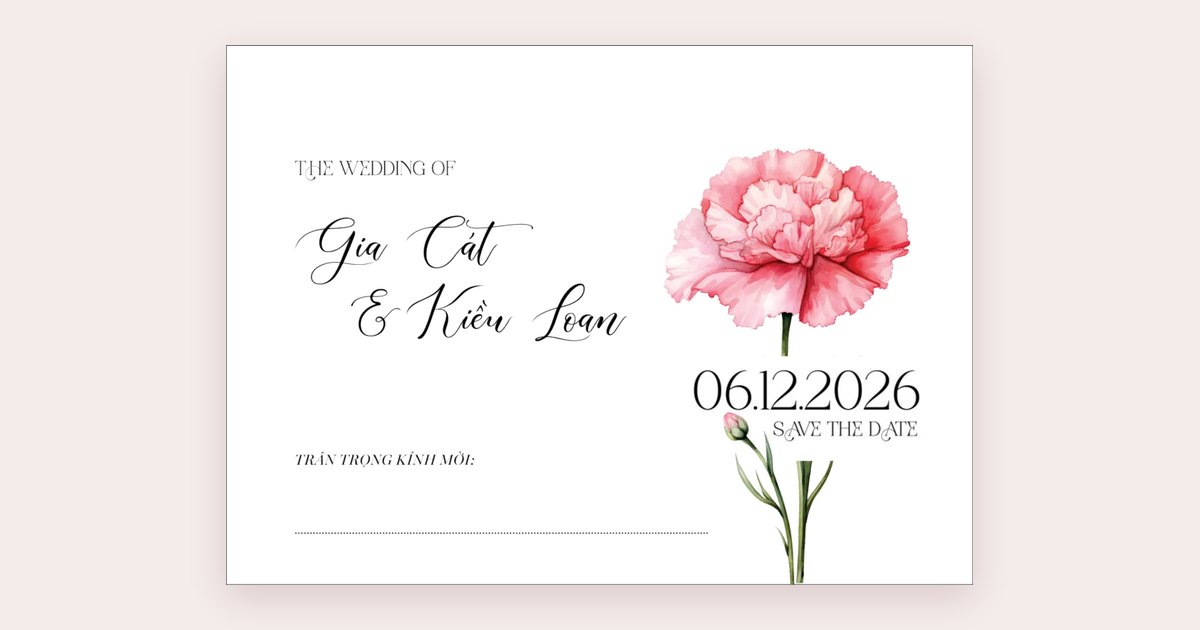 THE WEDDING OF
Gia Cát
& Kiều Loan
06.12.2026
SAVE THE DATE
TRÂN TRỌNG KÍNH MỜI: